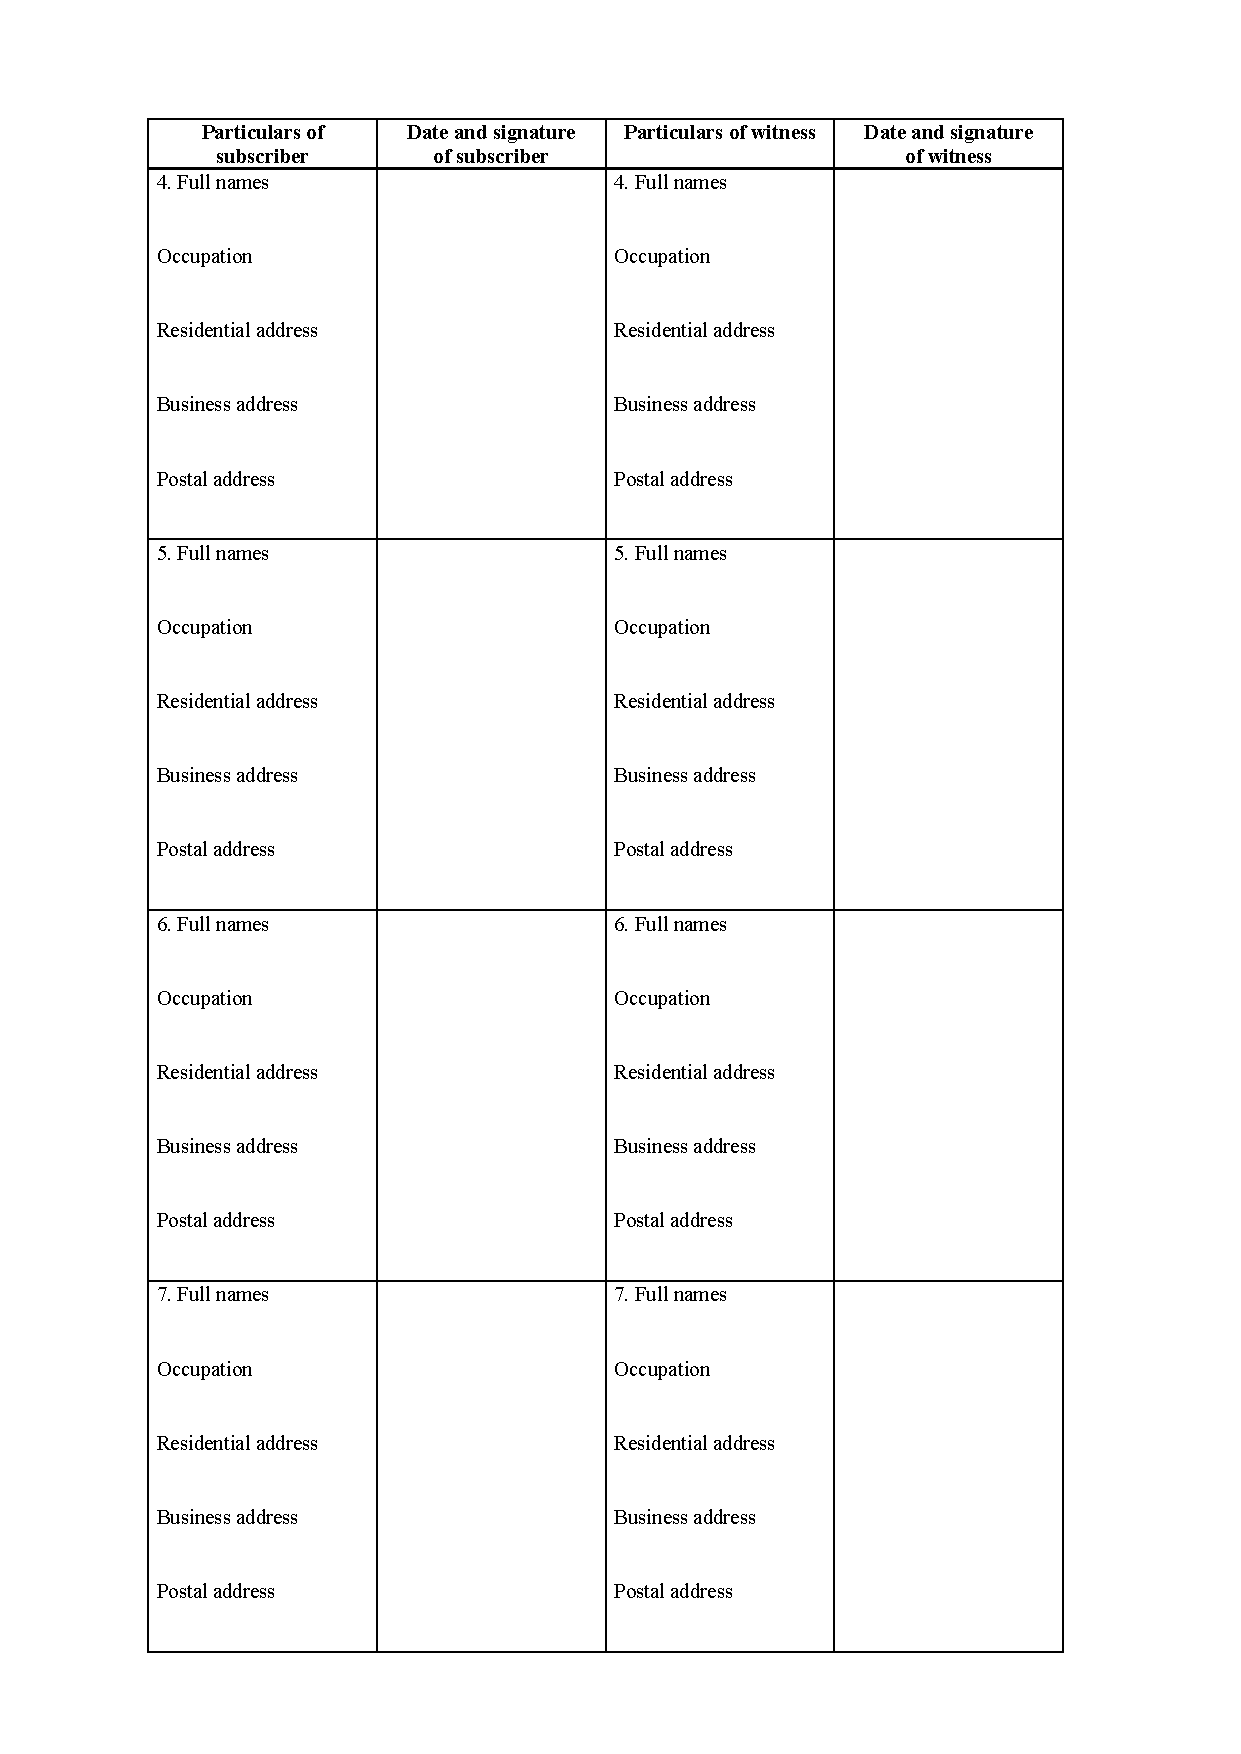 Particulars of
subscriber
Date and signature
of subscriber
Particulars of witness
Date and signature
of witness
4. Full names
Occupation
Residential address
Business address
Postal address
4. Full names
Occupation
Residential address
Business address
Postal address
5. Full names
Occupation
Residential address
Business address
Postal address
5. Full names
Occupation
Residential address
Business address
Postal address
6. Full names
Occupation
Residential address
Business address
Postal address
6. Full names
Occupation
Residential address
Business address
Postal address
7. Full names
Occupation
Residential address
Business address
Postal address
7. Full names
Occupation
Residential address
Business address
Postal address